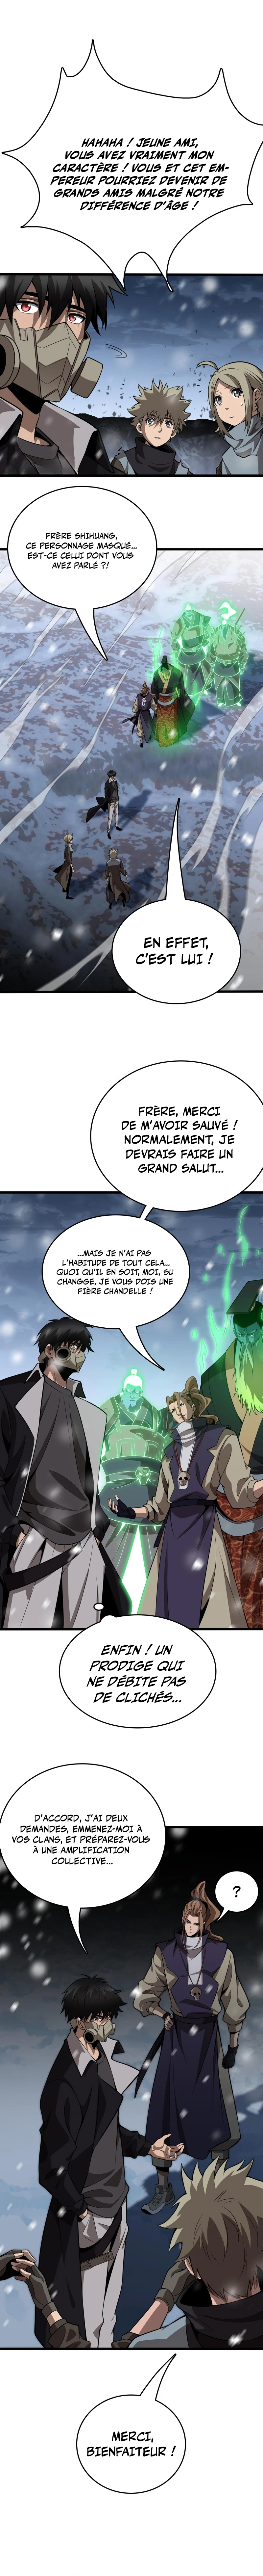 HAHAHA ! JEUNE AMI,
VOUS AVEZ VRAIMENT MON
CARACTÈRE ! VOUS ET CET EM-
PEREUR POURRIEZ DEVENIR DE
GRANDS AMIS MALGRÉ NOTRE
DIFFÉRENCE D'ÂGE !
FRÈRE SHIHUANG,
CE PERSONNAGE MASQUÉ...
EST-CE CELUI DONT VOUS
AVEZ PARLÉ ?!
EN EFFET,
C'EST LUI !
FRÈRE, MERCI
DE M'AVOIR SAUVÉ !
NORMALEMENT, JE
DEVRAIS FAIRE UN
GRAND SALUT...
...MAIS JE N'AI PAS
L'HABITUDE DE TOUT CELA...
QUOI QU'IL EN SOIT, MOI, SU
CHANGGE, JE VOUS DOIS UNE
FIÈRE CHANDELLE !
ENFIN ! UN
PRODIGE QUI
NE DÉBITE PAS
DE CLICHÉS...
D'ACCORD, J'AI DEUX
DEMANDES, EMMENEZ-MOI À
VOS CLANS, ET PRÉPAREZ-VOUS
À UNE AMPLIFICATION
COLLECTIVE...
?
MERCI,
BIENFAITEUR !